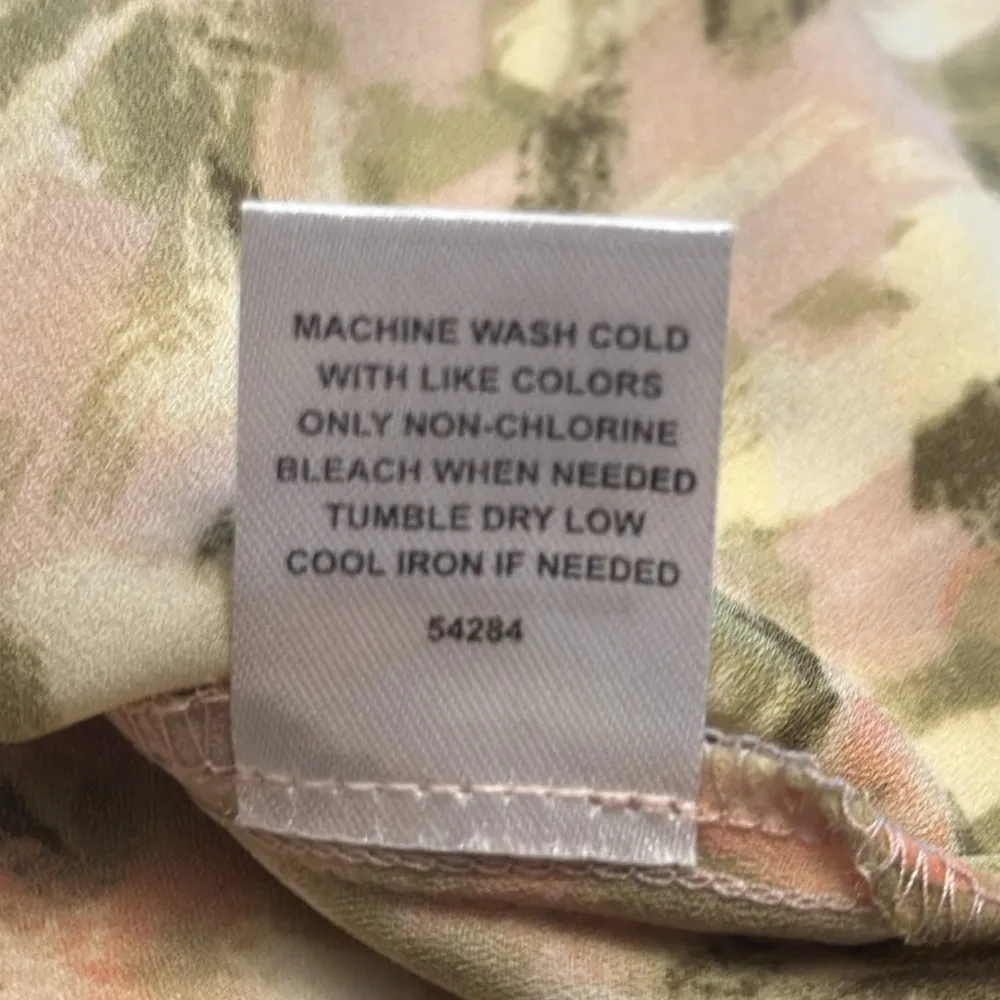 MACHINE WASH COLD
WITH LIKE COLORS
ONLY NON-CHLORINE
BLEACH WHEN NEEDED
TUMBLE DRY LOW
COOL IRON IF NEEDED
54284